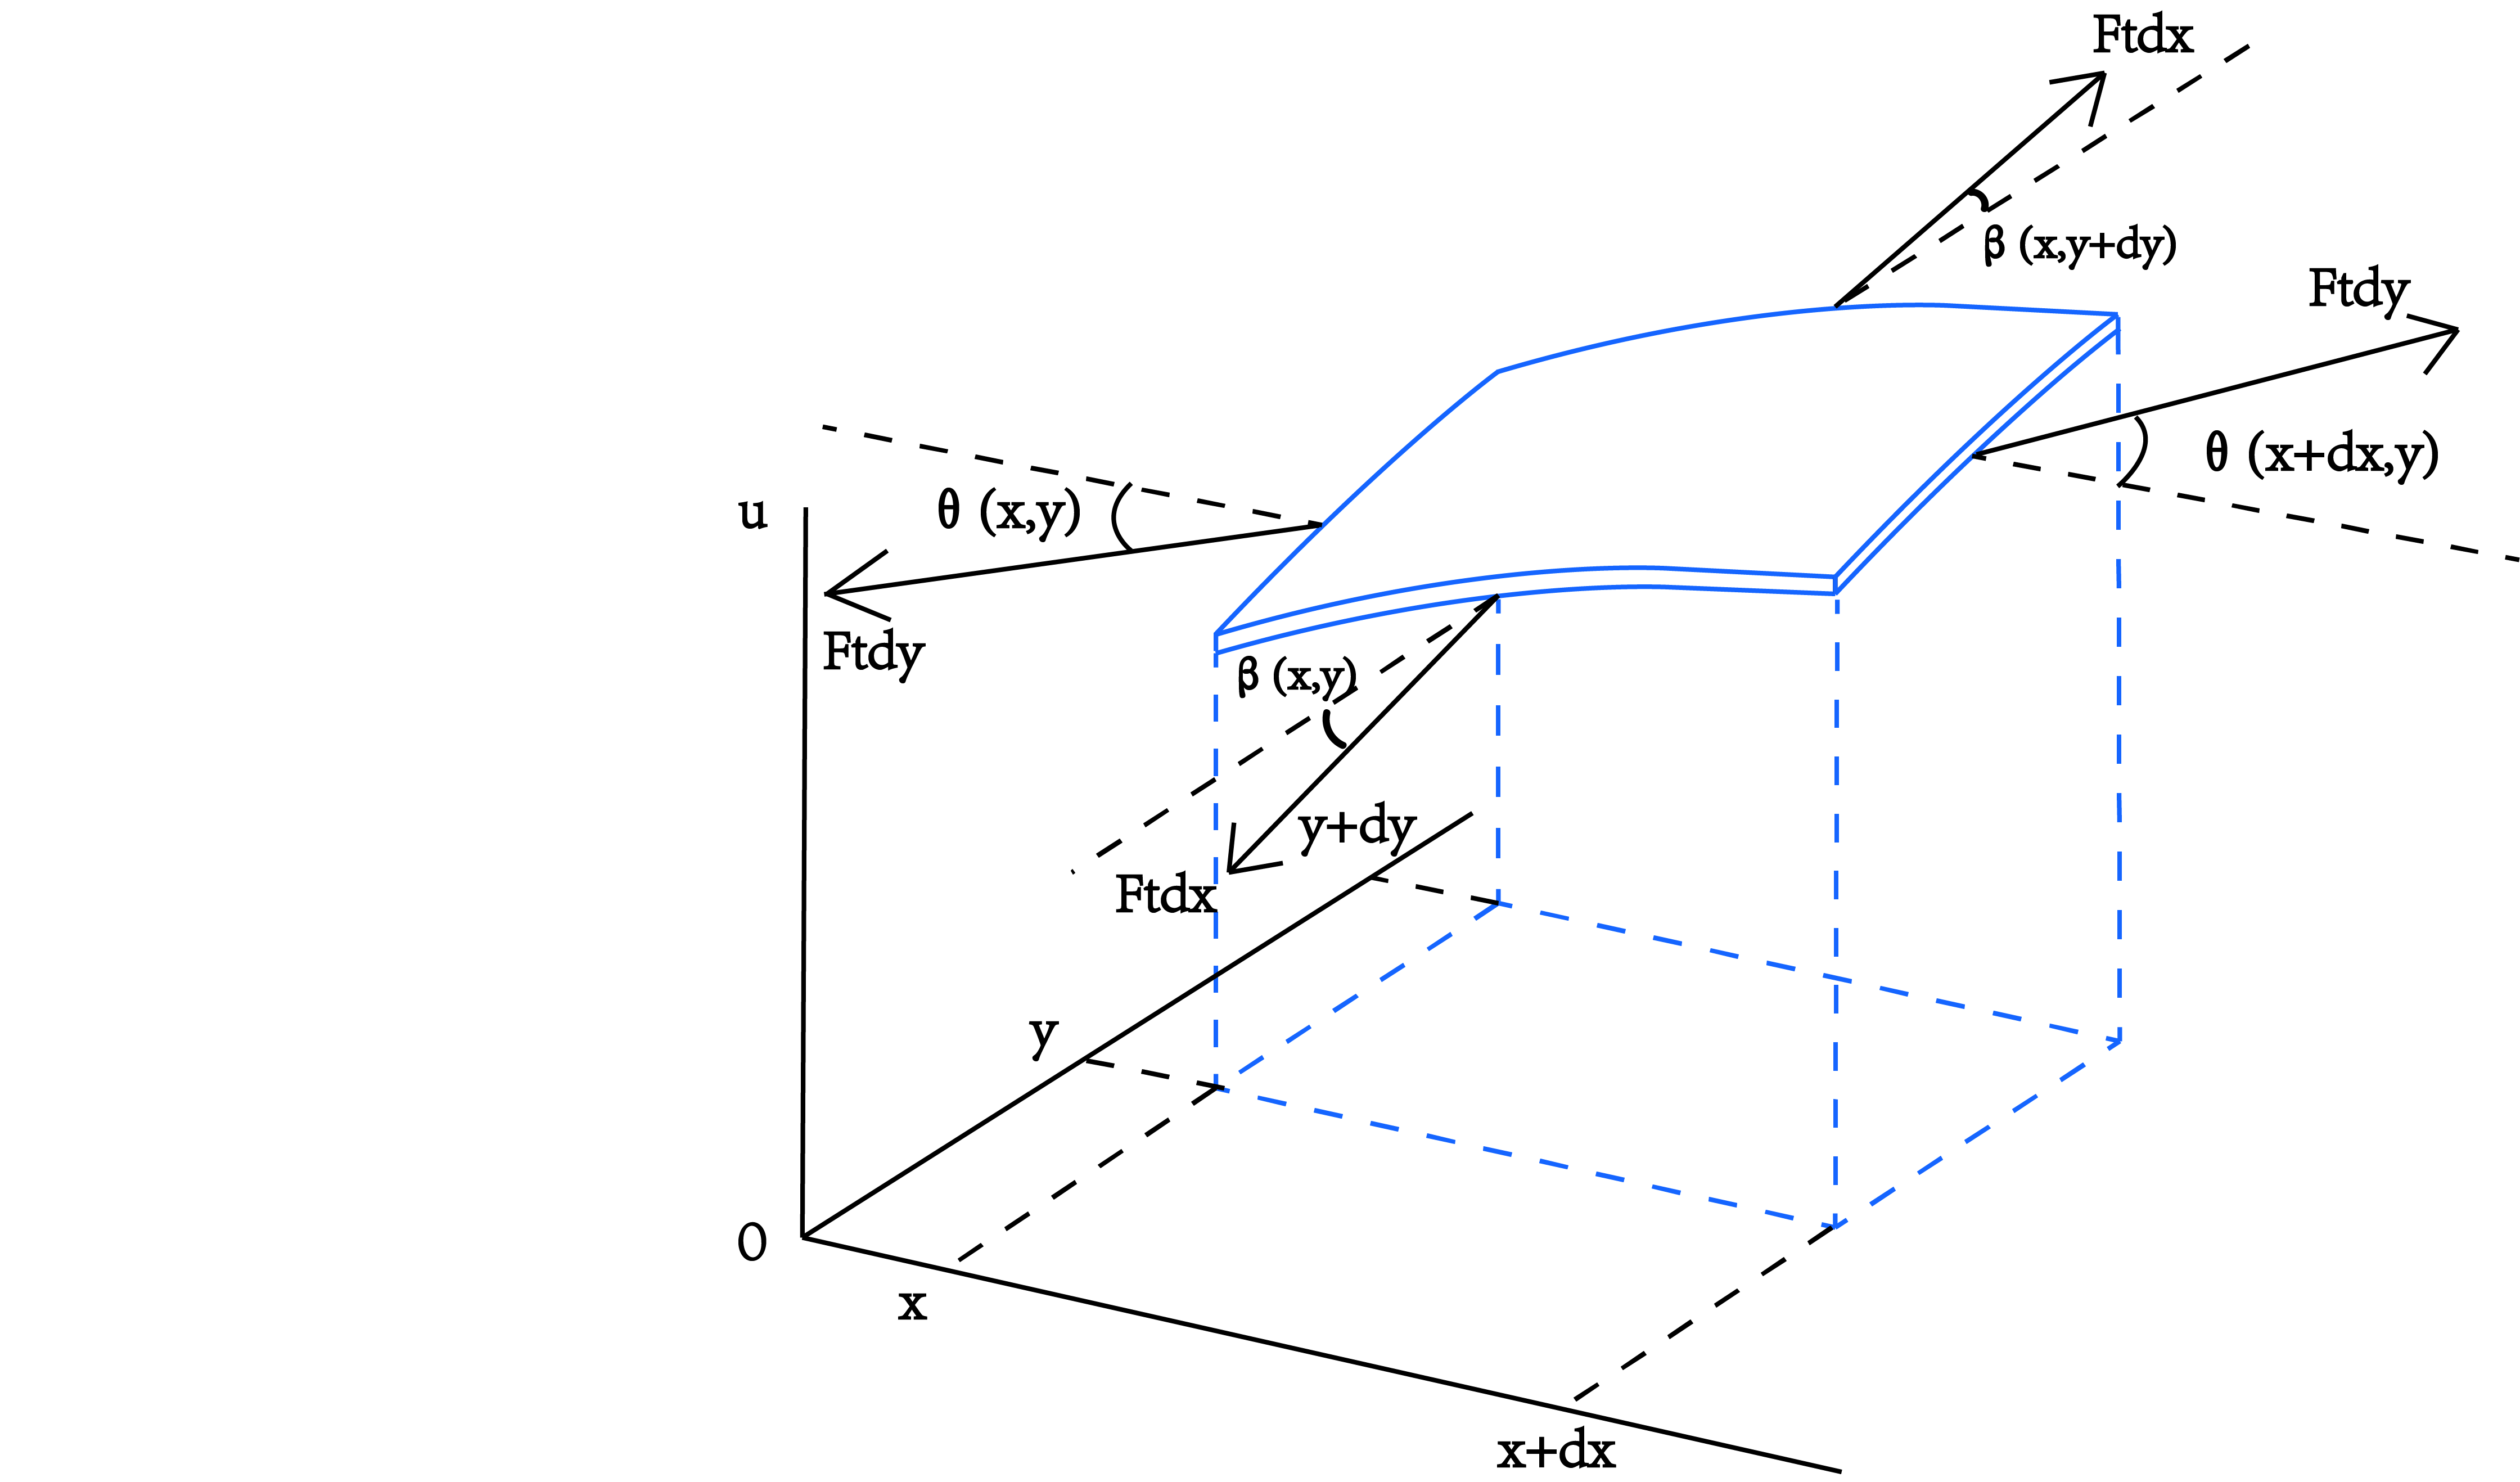 Ftdx
β (x,y+dy)
Ftdy
θ (x+dx,y)
u
θ (x,y)
Ftdy
β (x,y)
y+dy
Ftdx
y
0
x
x+dx